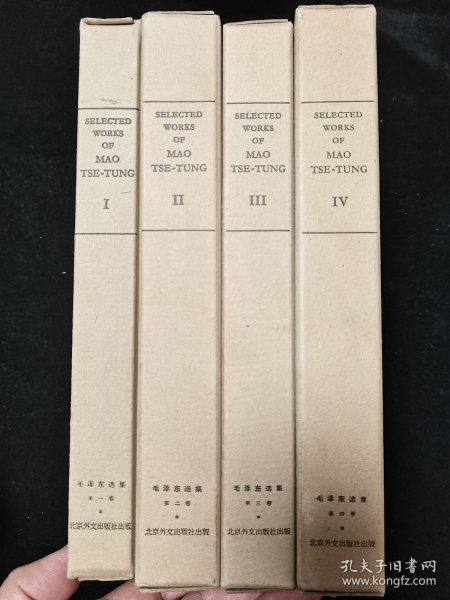 SELECTED
WORKS
OF
MAO
TSE-TUNG
I
毛泽东选集
第一卷
北京外文出版社出版
SELECTED
WORKS
OF
MAO
TSE-TUNG
II
毛泽东选集
第二卷
北京外文出版社出版
SELECTED
WORKS
OF
MAO
TSE-TUNG
III
毛泽东选集
第三卷
北京外文出版社出版
SELECTED
WORKS
OF
MAO
TSE-TUNG
IV
毛泽东选集
第四卷
北京外文出版社出版
孔夫子旧书网
book.kongfz.com